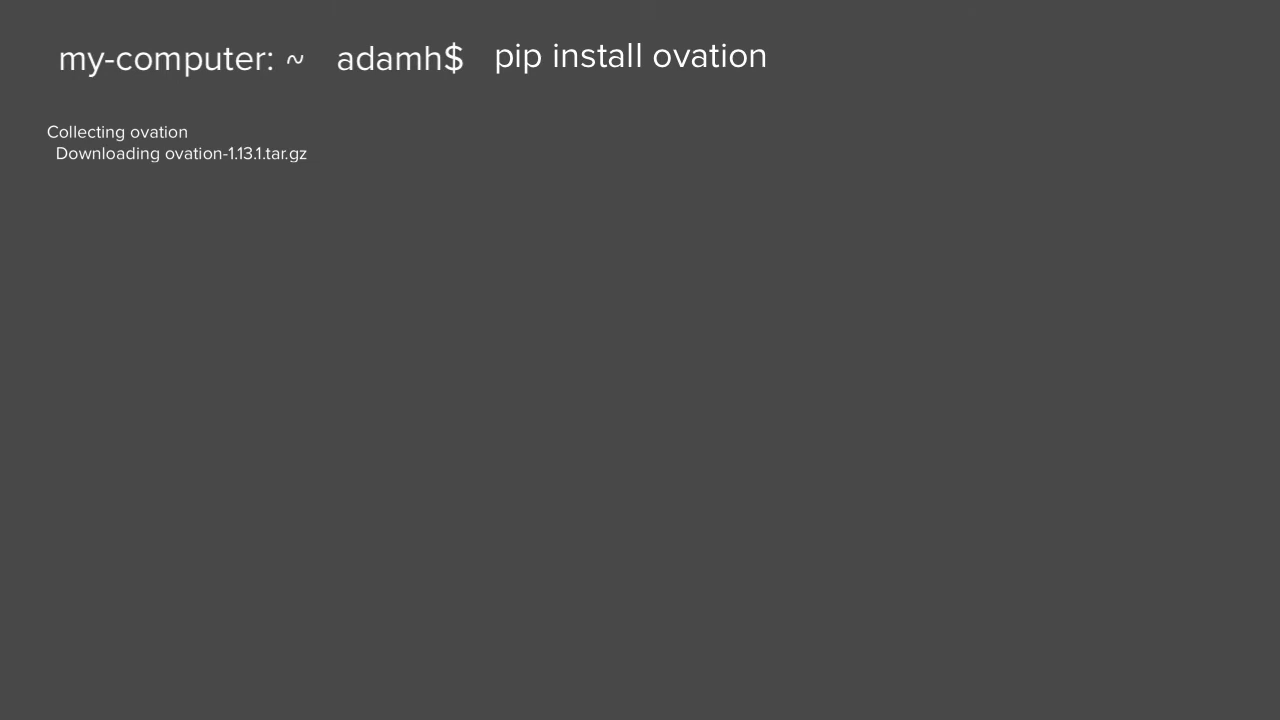 my-computer: ~ adamh$ pip install ovation
Collecting ovation
Downloading ovation-1.13.1.tar.gz